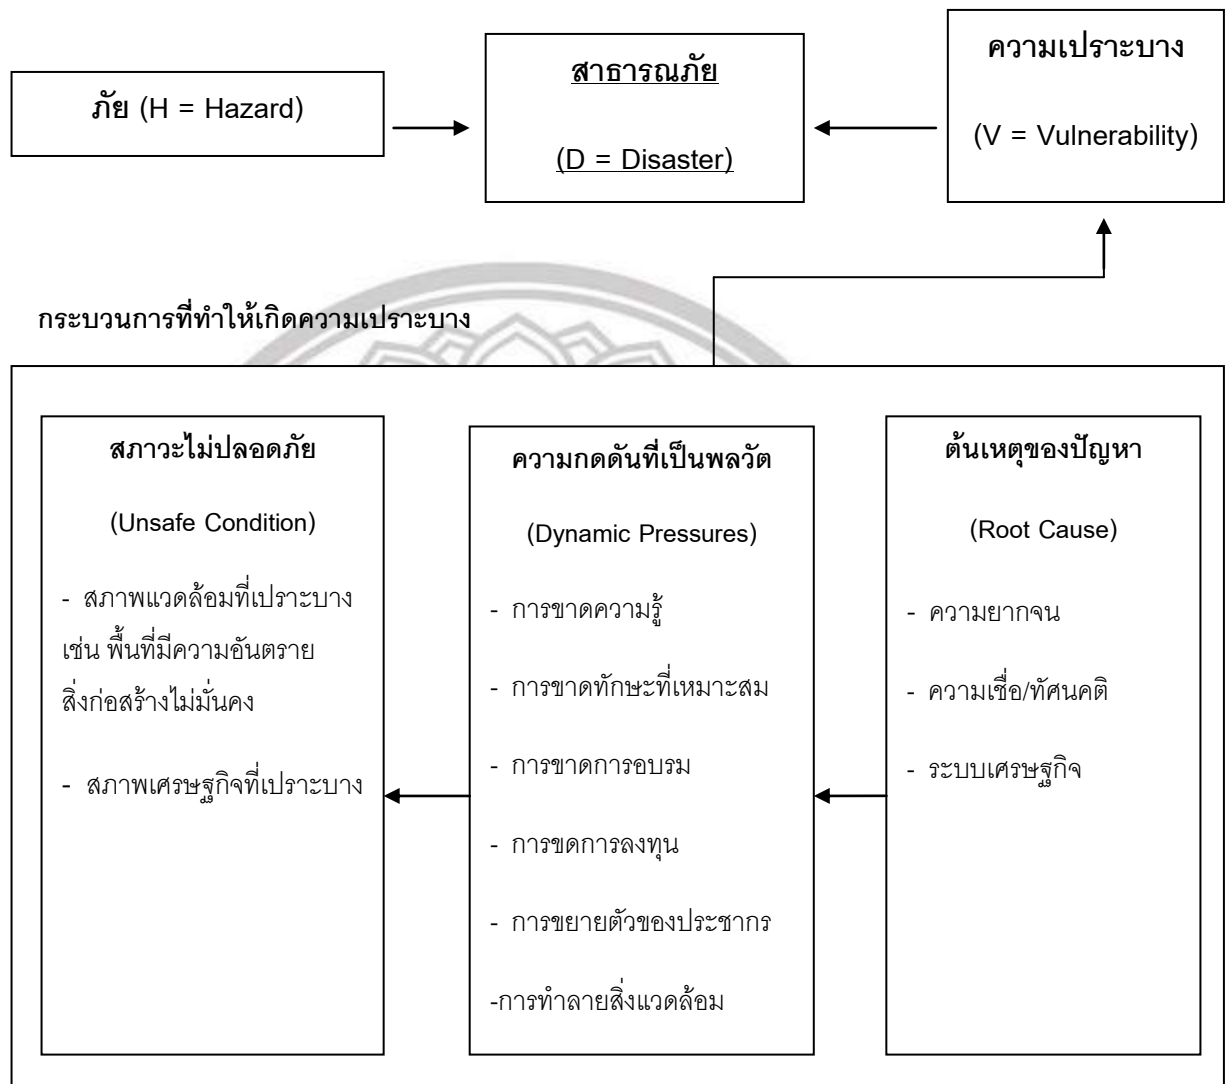 ภัย (H = Hazard)
สาธารณภัย
(D = Disaster)
ความเปราะบาง
(V = Vulnerability)
กระบวนการที่ทำให้เกิดความเปราะบาง
สภาวะไม่ปลอดภัย
(Unsafe Condition)
- สภาพแวดล้อมที่เปราะบาง
เช่น พื้นที่มีความอันตราย
สิ่งก่อสร้างไม่มั่นคง
- สภาพเศรษฐกิจที่เปราะบาง
ความกดดันที่เป็นพลวัต
(Dynamic Pressures)
- การขาดความรู้
- การขาดทักษะที่เหมาะสม
- การขาดการอบรม
- การขดการลงทุน
- การขยายตัวของประชากร
-การทำลายสิ่งแวดล้อม
ต้นเหตุของปัญหา
(Root Cause)
- ความยากจน
- ความเชื่อ/ทัศนคติ
- ระบบเศรษฐกิจ